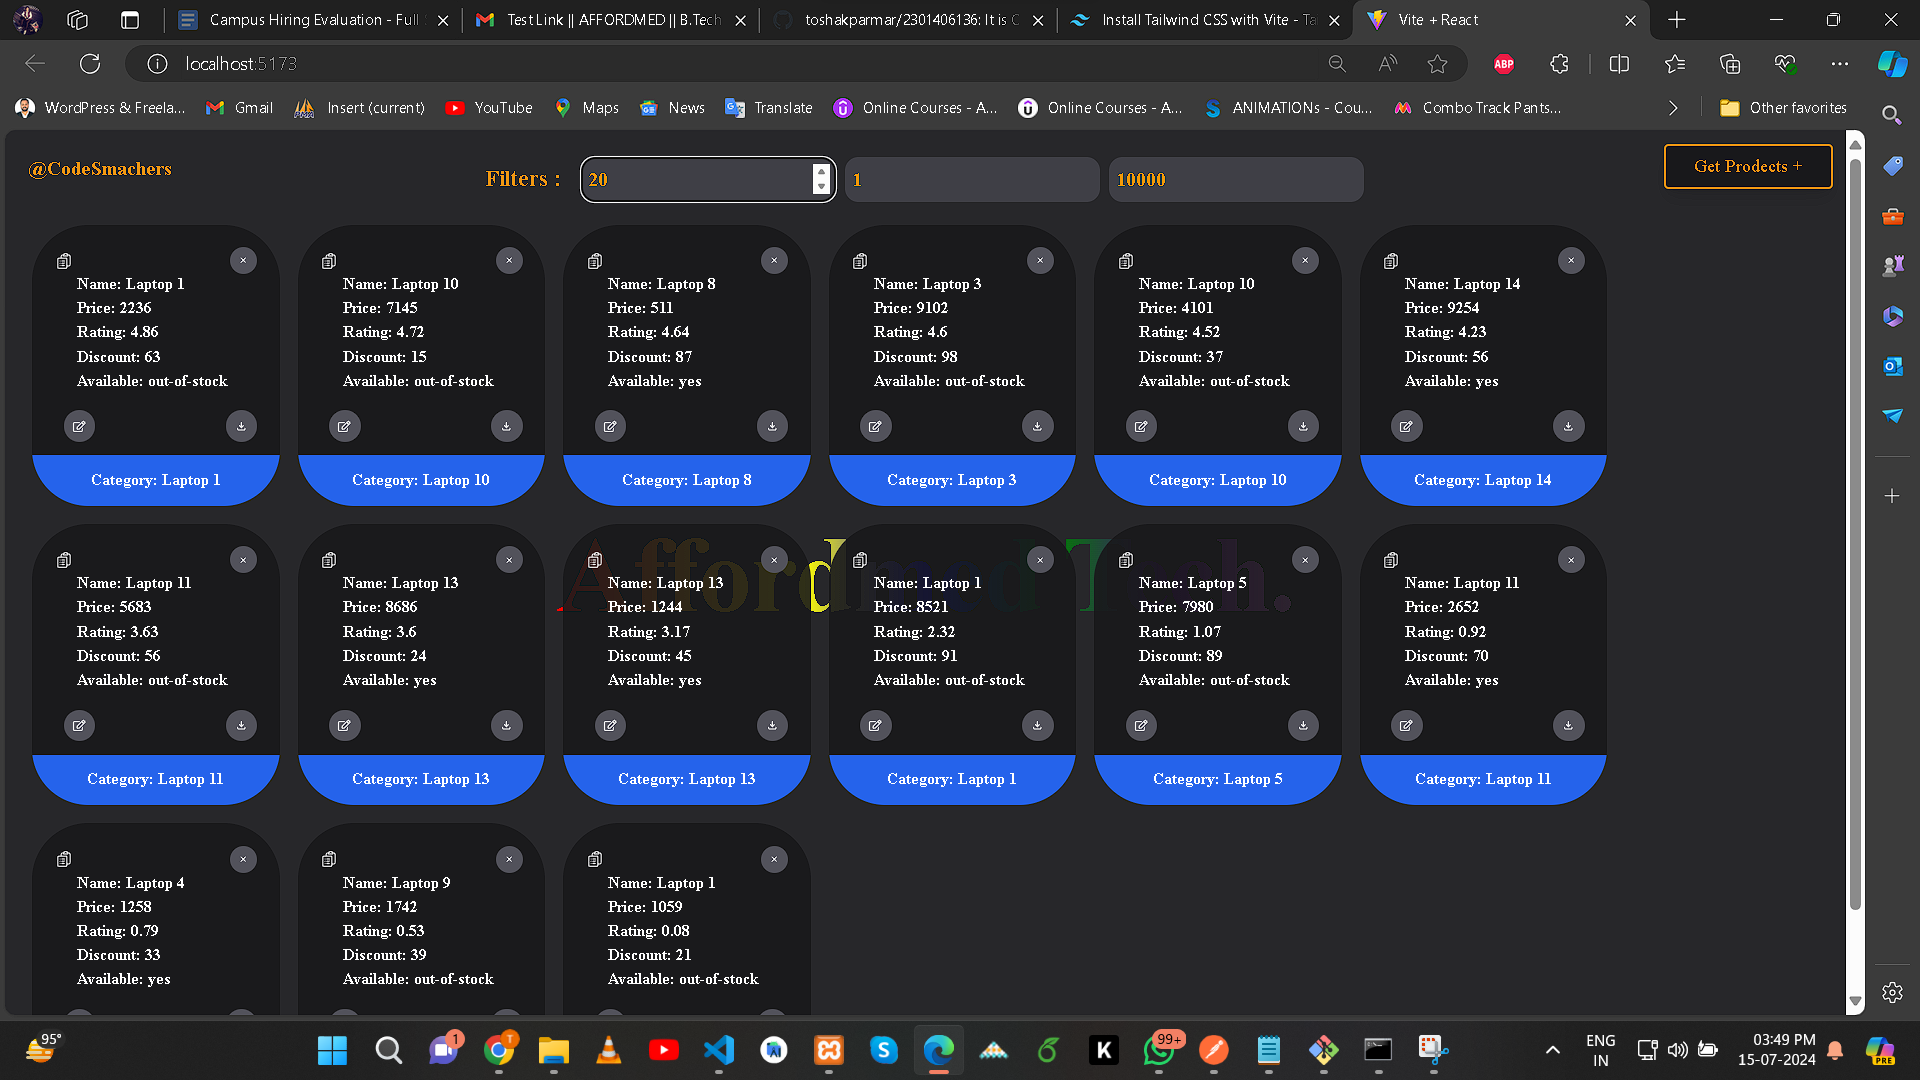 Campus Hiring Evaluation - Full
Test Link || AFFORDMED || B.Tech
toshakparmar/2301406136: It is C
Install Tailwind CSS with Vite - Ta
Vite + React
localhost:5173
ABP
WordPress & Freela...
Gmail
Insert (current)
YouTube
Maps
News
Translate
Online Courses - A...
Online Courses - A...
ANIMATIONs - Cou...
Combo Track Pants...
Other favorites
@CodeSmachers
Filters :
20
1
10000
Get Prodects +
Affordmed Tech.
Name: Laptop 1
Price: 2236
Rating: 4.86
Discount: 63
Available: out-of-stock
Category: Laptop 1
Name: Laptop 10
Price: 7145
Rating: 4.72
Discount: 15
Available: out-of-stock
Category: Laptop 10
Name: Laptop 8
Price: 511
Rating: 4.64
Discount: 87
Available: yes
Category: Laptop 8
Name: Laptop 3
Price: 9102
Rating: 4.6
Discount: 98
Available: out-of-stock
Category: Laptop 3
Name: Laptop 10
Price: 4101
Rating: 4.52
Discount: 37
Available: out-of-stock
Category: Laptop 10
Name: Laptop 14
Price: 9254
Rating: 4.23
Discount: 56
Available: yes
Category: Laptop 14
Name: Laptop 11
Price: 5683
Rating: 3.63
Discount: 56
Available: out-of-stock
Category: Laptop 11
Name: Laptop 13
Price: 8686
Rating: 3.6
Discount: 24
Available: yes
Category: Laptop 13
Name: Laptop 13
Price: 1244
Rating: 3.17
Discount: 45
Available: yes
Category: Laptop 13
Name: Laptop 1
Price: 8521
Rating: 2.32
Discount: 91
Available: out-of-stock
Category: Laptop 1
Name: Laptop 5
Price: 7980
Rating: 1.07
Discount: 89
Available: out-of-stock
Category: Laptop 5
Name: Laptop 11
Price: 2652
Rating: 0.92
Discount: 70
Available: yes
Category: Laptop 11
Name: Laptop 4
Price: 1258
Rating: 0.79
Discount: 33
Available: yes
Name: Laptop 9
Price: 1742
Rating: 0.53
Discount: 39
Available: out-of-stock
Name: Laptop 1
Price: 1059
Rating: 0.08
Discount: 21
Available: out-of-stock
95°
1
T
S
K
99+
ENG
IN
03:49 PM
15-07-2024
PRE